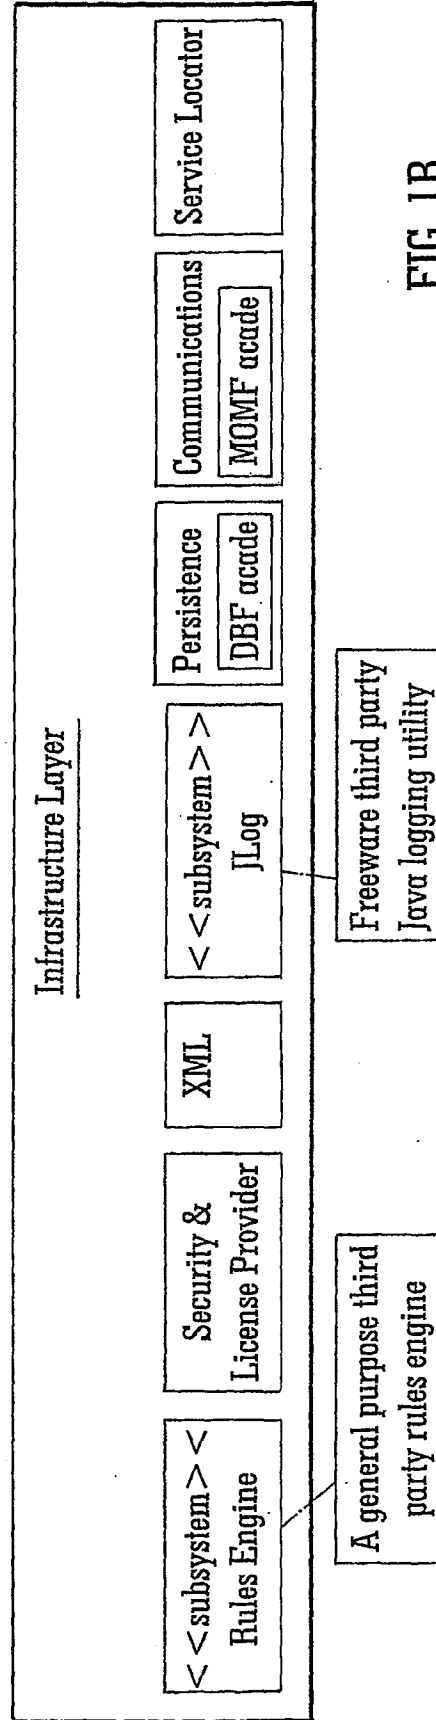 Infrastructure Layer
< <subsystem> <
Rules Engine
Security &
License Provider
XML
< <subsystem> >
JLog
Persistence
DBF acade
Communications
MOMF acade
Service Locator
A general purpose third
party rules engine
Freeware third party
Java logging utility
FIG. 1B